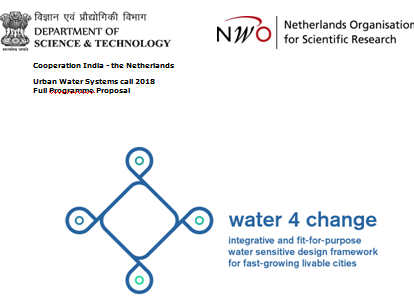 विज्ञान एवं प्रौद्योगिकी विभाग
DEPARTMENT OF
SCIENCE & TECHNOLOGY
NWO
Netherlands Organisation
for Scientific Research
Cooperation India - the Netherlands
Urban Water Systems call 2018
Full Programme Proposal
water 4 change
integrative and fit-for-purpose
water sensitive design framework
for fast-growing livable cities